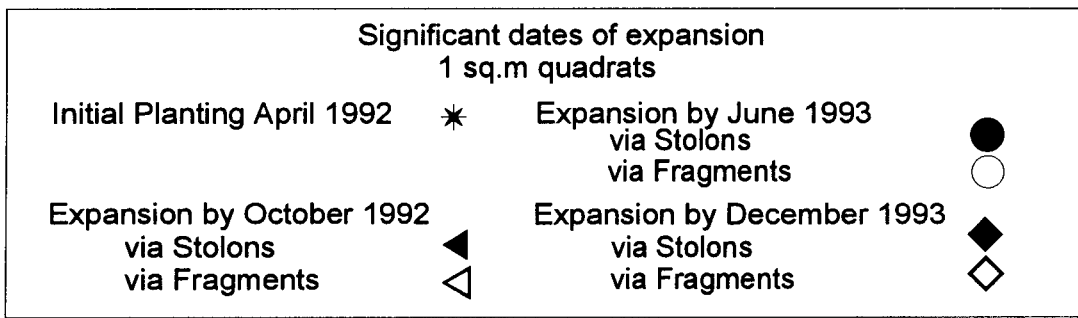 Significant dates of expansion
1 sq.m quadrats
Initial Planting April 1992
Expansion by June 1993
via Stolons
via Fragments
Expansion by October 1992
via Stolons
via Fragments
Expansion by December 1993
via Stolons
via Fragments